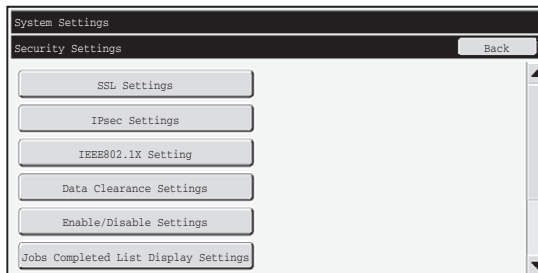 System Settings
Security Settings
Back
SSL Settings
IPsec Settings
IEEE802.1X Setting
Data Clearance Settings
Enable/Disable Settings
Jobs Completed List Display Settings